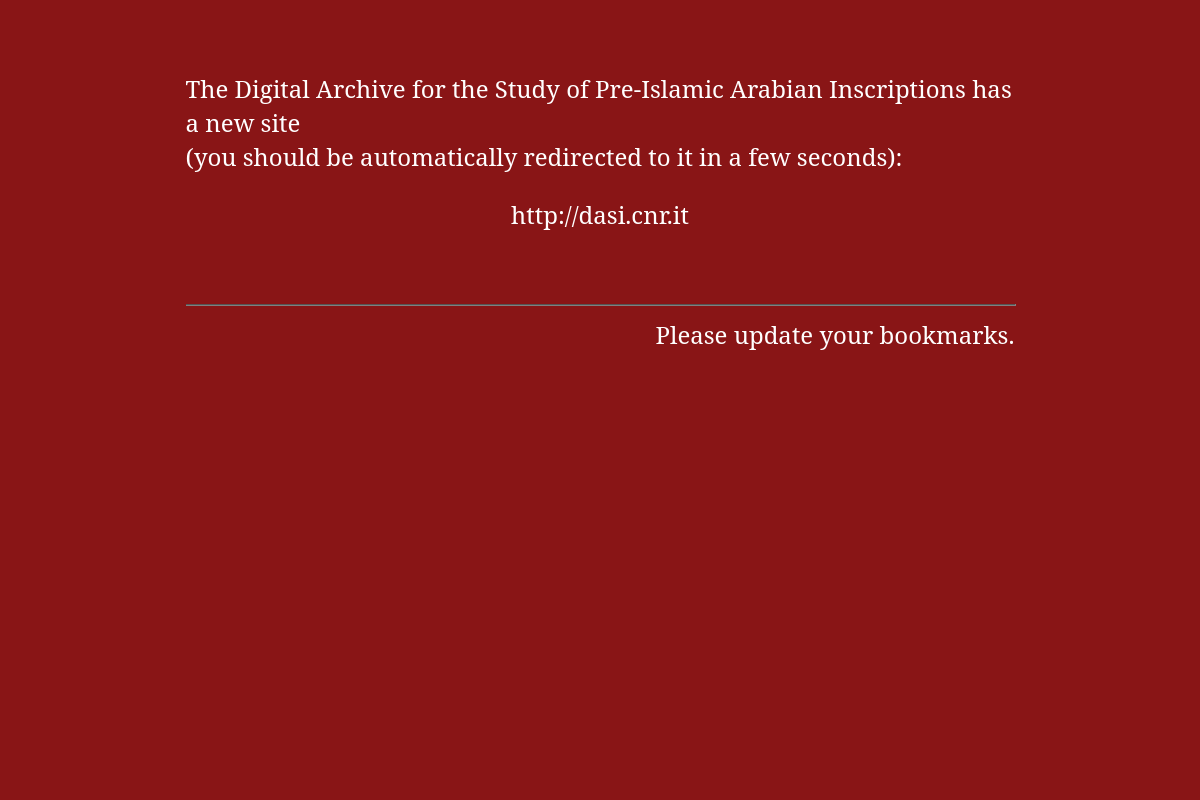 The Digital Archive for the Study of Pre-Islamic Arabian Inscriptions has
a new site
(you should be automatically redirected to it in a few seconds):
http://dasi.cnr.it
Please update your bookmarks.